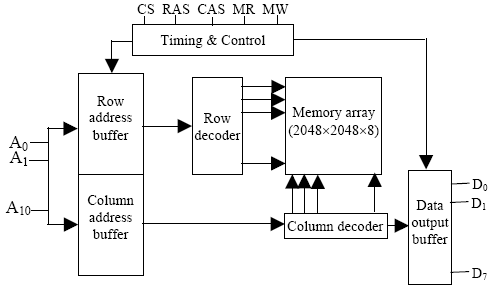 CS RAS CAS MR MW
Timing & Control
Row
address
buffer
Row
decoder
Memory array
(2048×2048×8)
A0
A1
A10
Column
address
buffer
Column decoder
Data
output
buffer
D0
D1
D7